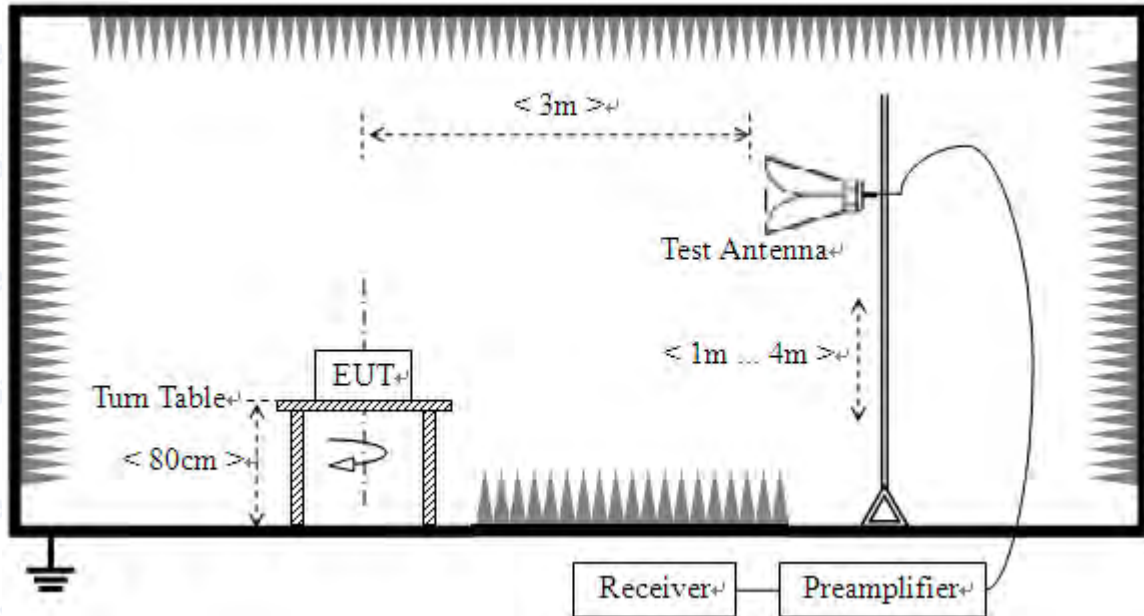 < 3m >↵
Test Antenna↵
< 1m ... 4m >↵
EUT↵
Turn Table↵
< 80cm >↵
Receiver↵
Preamplifier↵